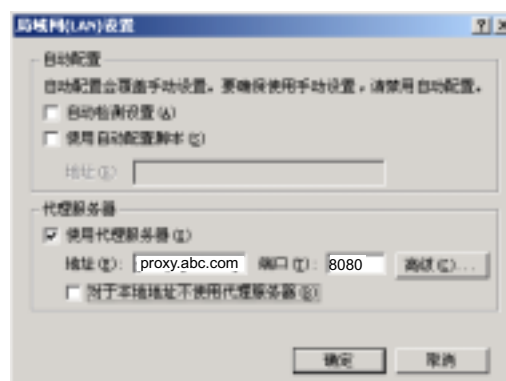 局域网(LAN)设置
自动配置
自动配置会覆盖手动设置。要确保使用手动设置，请禁用自动配置。
自动检测设置(A)
使用自动配置脚本(S)
地址(R)
代理服务器
使用代理服务器(X)
地址(E): proxy.abc.com 端口(T): 8080 高级(C)...
对于本地地址不使用代理服务器(B)
确定 取消